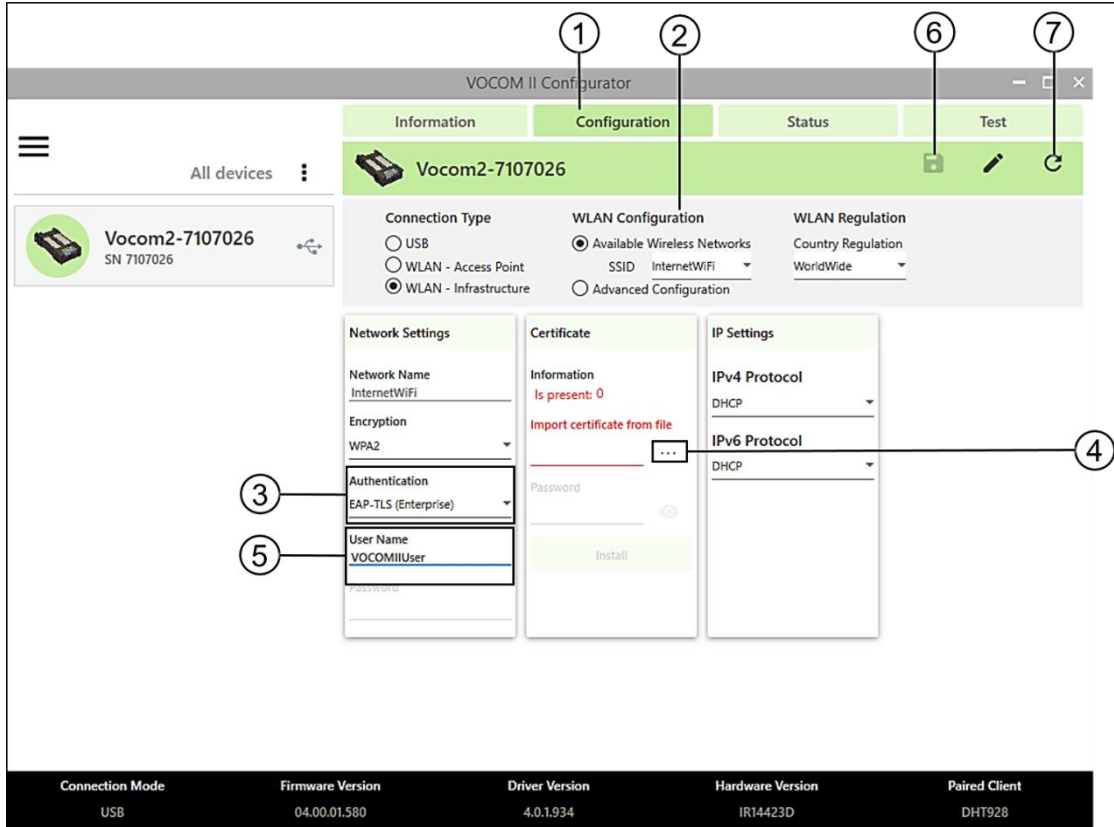 1
2
6
7
VOCOM II Configurator
Information
Configuration
Status
Test
All devices
Vocom2-7107026
Vocom2-7107026
SN 7107026
Connection Type
USB
WLAN - Access Point
WLAN - Infrastructure
WLAN Configuration
Available Wireless Networks
SSID InternetWiFi
Advanced Configuration
WLAN Regulation
Country Regulation
WorldWide
Network Settings
Network Name
InternetWiFi
Encryption
WPA2
3
Authentication
EAP-TLS (Enterprise)
5
User Name
VOCOMIIUser
Password
Certificate
Information
Is present: 0
Import certificate from file
...
4
Password
Install
IP Settings
IPv4 Protocol
DHCP
IPv6 Protocol
DHCP
Connection Mode
USB
Firmware Version
04.00.01.580
Driver Version
4.0.1.934
Hardware Version
IR14423D
Paired Client
DHT928